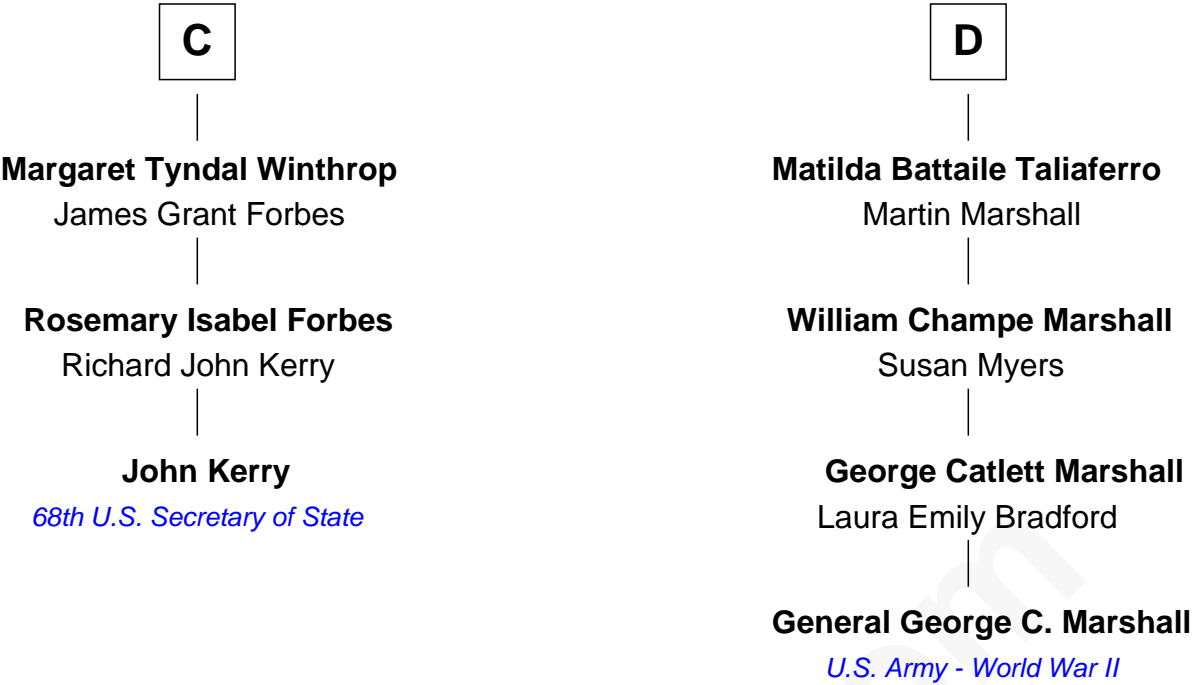 C
Margaret Tyndal Winthrop
James Grant Forbes
Rosemary Isabel Forbes
Richard John Kerry
John Kerry
68th U.S. Secretary of State
D
Matilda Battaile Taliaferro
Martin Marshall
William Champe Marshall
Susan Myers
George Catlett Marshall
Laura Emily Bradford
General George C. Marshall
U.S. Army - World War II